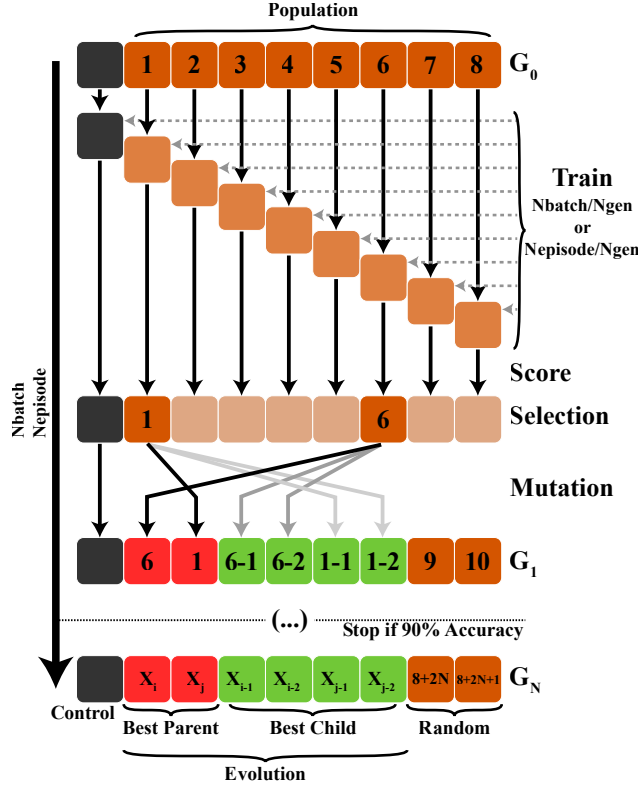 Population
1 2 3 4 5 6 7 8 G0
Train
Nbatch/Ngen
or
Nepisode/Ngen
Nbatch
Nepisode
Score
1 6 Selection
Mutation
6 1 6-1 6-2 1-1 1-2 9 10 G1
(...)
Stop if 90% Accuracy
Xi Xj Xi-1 Xi-2 Xj-1 Xj-2 8+2N 8+2N+1 GN
Control
Best Parent Best Child Random
Evolution